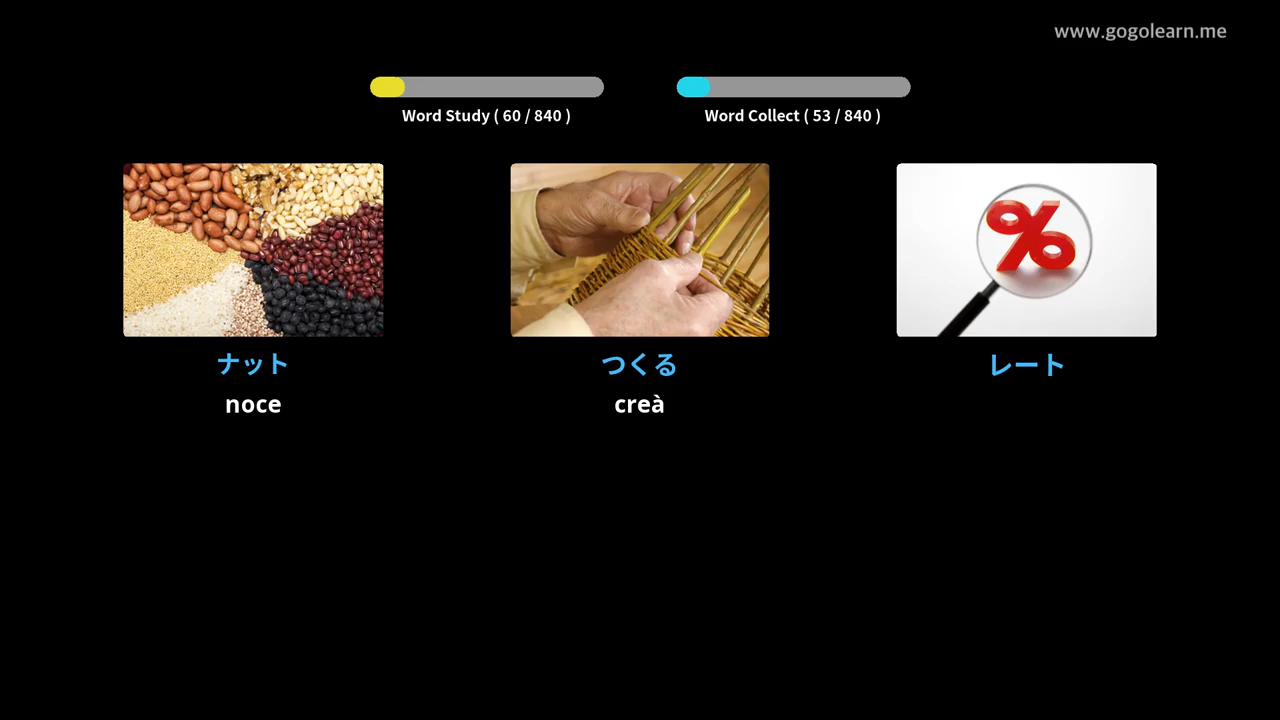 www.gogolearn.me
Word Study ( 60 / 840 )
Word Collect ( 53 / 840 )
%
ナット
つくる
レート
noce
creà